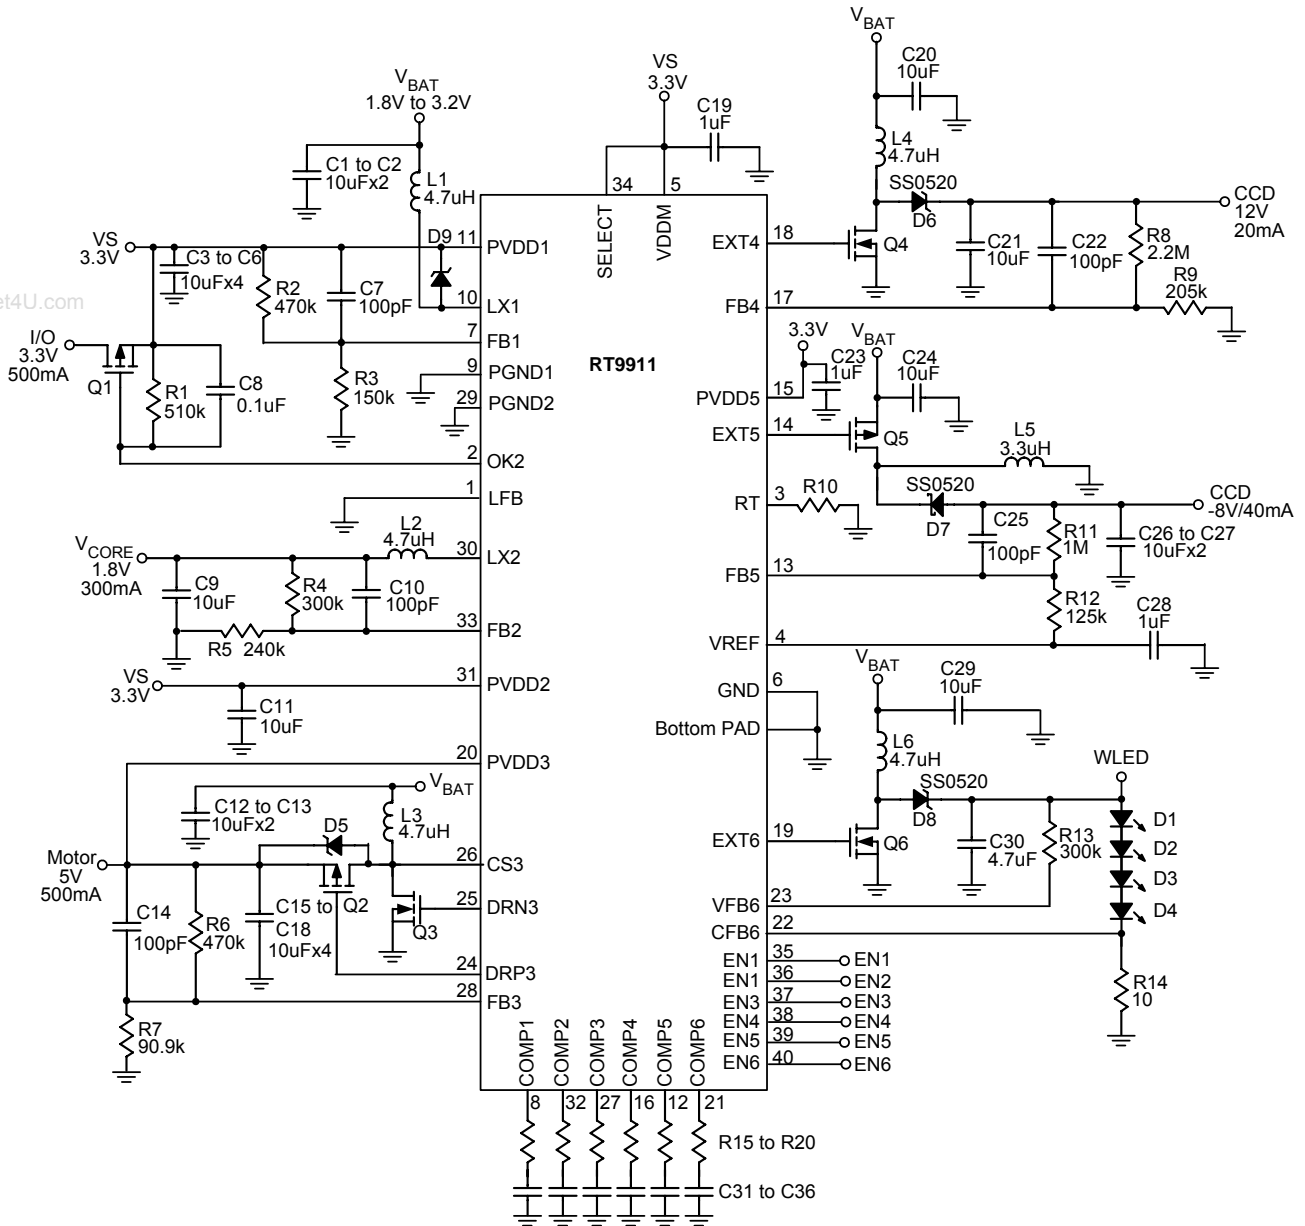 VBAT
1.8V to 3.2V
C1 to C2
10uFx2
L1
4.7uH
VS
3.3V
C19
1uF
VBAT
C20
10uF
L4
4.7uH
SS0520
D6
CCD
12V
20mA
34
5
SELECT
VDDM
VS
3.3V
C3 to C6
10uFx4
D9
11
PVDD1
R2
470k
C7
100pF
10
LX1
7
FB1
9
PGND1
29
PGND2
R3
150k
I/O
3.3V
500mA
Q1
R1
510k
C8
0.1uF
2
OK2
1
LFB
et4U.com
RT9911
EXT4
18
Q4
C21
10uF
C22
100pF
R8
2.2M
R9
205k
FB4
17
3.3V
C23
1uF
VBAT
C24
10uF
PVDD5
15
EXT5
14
Q5
L5
3.3uH
RT
3
R10
SS0520
D7
CCD
-8V/40mA
C25
100pF
R11
1M
C26 to C27
10uFx2
FB5
13
R12
125k
C28
1uF
VREF
4
VCORE
1.8V
300mA
L2
4.7uH
30
LX2
C9
10uF
R4
300k
C10
100pF
33
FB2
R5
240k
VS
3.3V
31
PVDD2
C11
10uF
GND
6
Bottom PAD
VBAT
C29
10uF
L6
4.7uH
SS0520
D8
WLED
20
PVDD3
VBAT
C12 to C13
10uFx2
D5
L3
4.7uH
Motor
5V
500mA
26
CS3
Q2
25
DRN3
Q3
C14
100pF
R6
470k
C15 to
C18
10uFx4
24
DRP3
28
FB3
R7
90.9k
EXT6
19
Q6
C30
4.7uF
R13
300k
D1
D2
D3
D4
VFB6
23
CFB6
22
R14
10
EN1
35
EN1
EN1
36
EN2
EN3
37
EN3
EN4
38
EN4
EN5
39
EN5
EN6
40
EN6
COMP1
COMP2
COMP3
COMP4
COMP5
COMP6
8
32
27
16
12
21
R15 to R20
C31 to C36